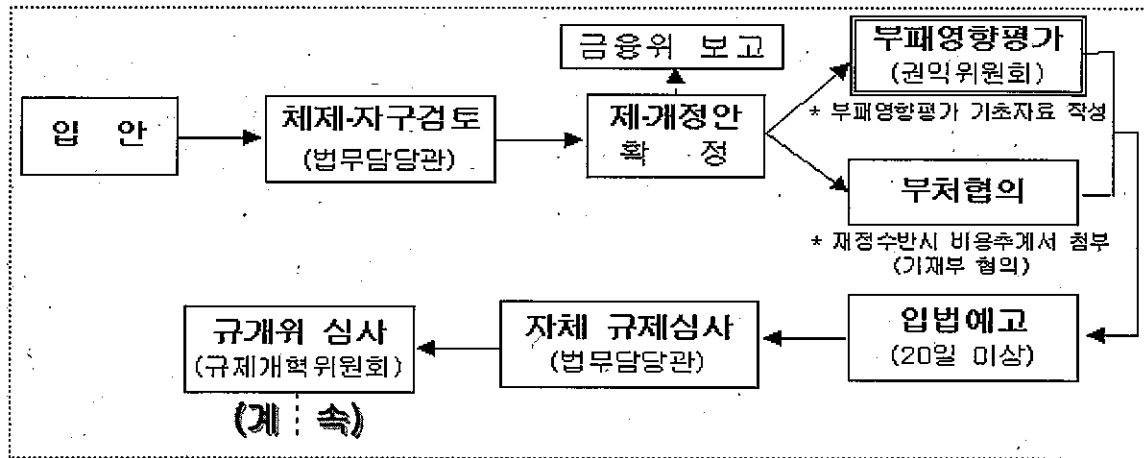 금융위 보고
부패영향평가
(권익위원회)
* 부패영향평가 기초자료 작성
입 안
체제·자구검토
(법무담당관)
제·개정안
확 정
부처협의
* 재정수반시 비용추계서 첨부
(기재부 협의)
규개위 심사
(규제개혁위원회)
자체 규제심사
(법무담당관)
입법예고
(20일 이상)
(계 속)